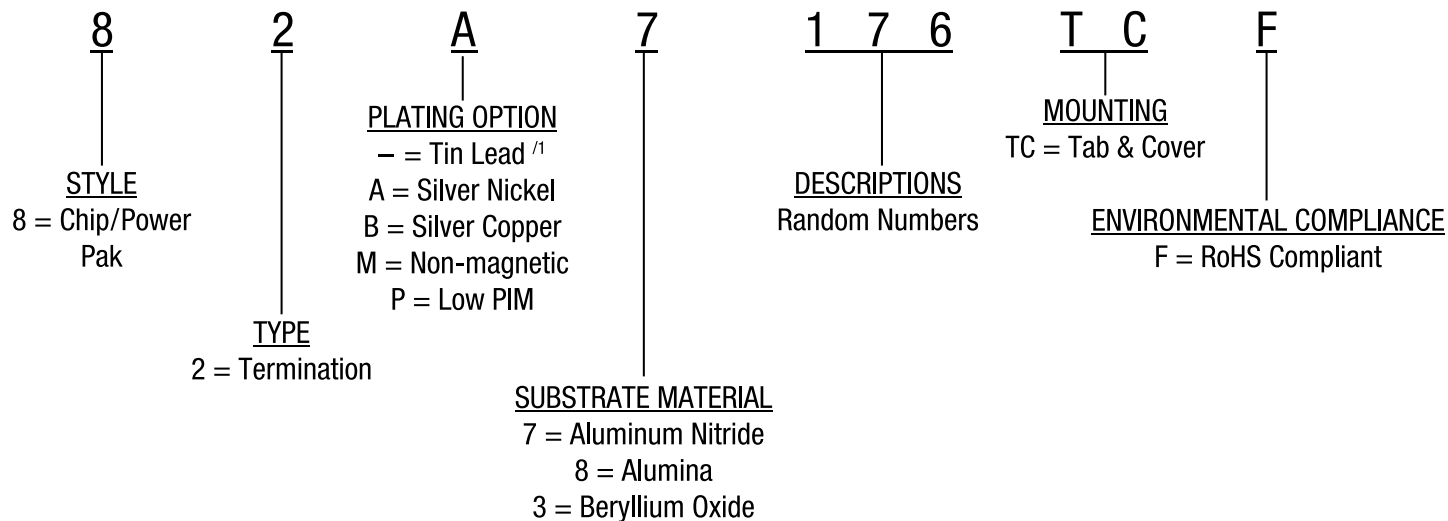 8 2 A 7 1 7 6 T C F
STYLE
8 = Chip/Power
Pak
TYPE
2 = Termination
PLATING OPTION
– = Tin Lead /1
A = Silver Nickel
B = Silver Copper
M = Non-magnetic
P = Low PIM
SUBSTRATE MATERIAL
7 = Aluminum Nitride
8 = Alumina
3 = Beryllium Oxide
DESCRIPTIONS
Random Numbers
MOUNTING
TC = Tab & Cover
ENVIRONMENTAL COMPLIANCE
F = RoHS Compliant